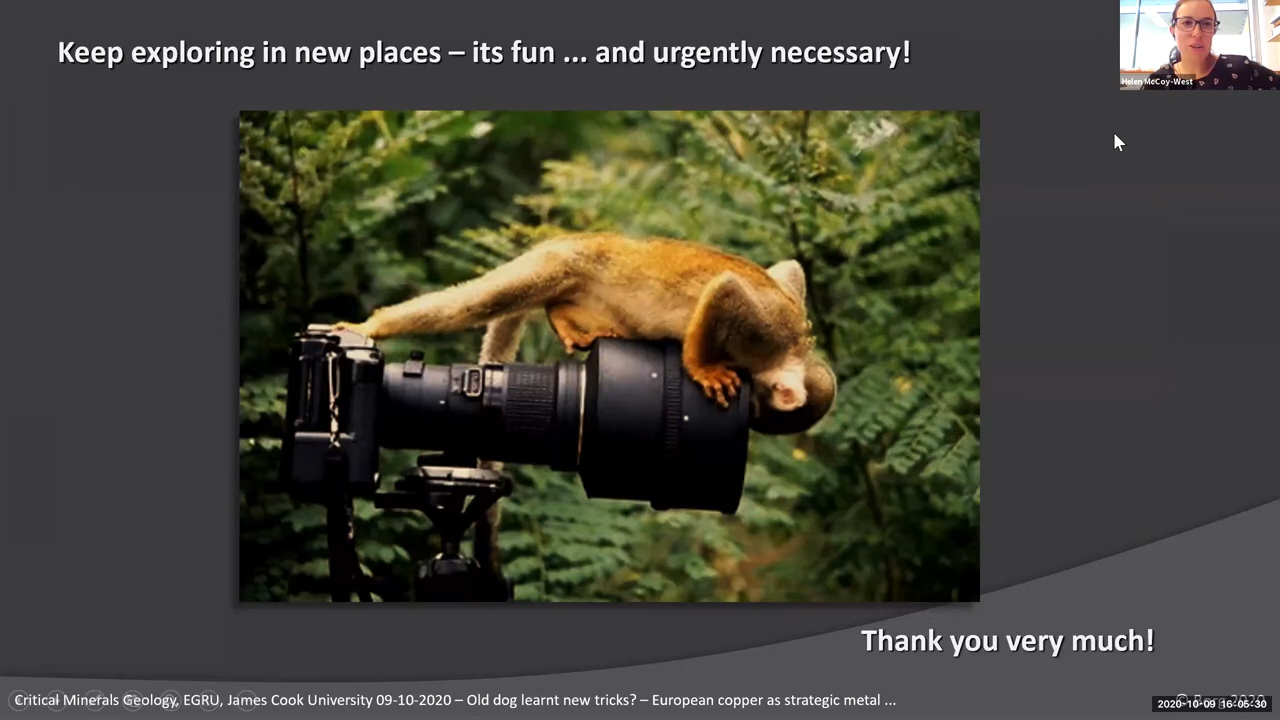 Keep exploring in new places – its fun ... and urgently necessary!
Helen McCoy-West
Thank you very much!
Critical Minerals Geology, EGRU, James Cook University 09-10-2020 – Old dog learnt new tricks? – European copper as strategic metal ...
2020-10-09 16:05:30